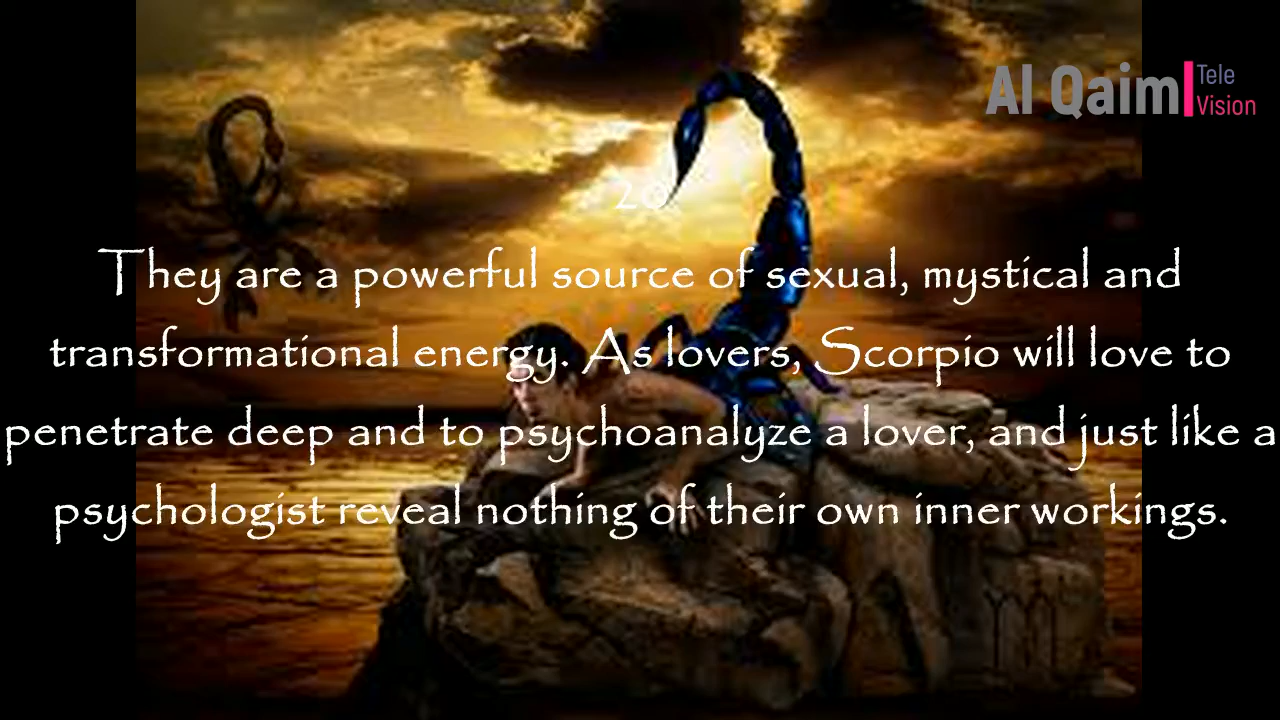 Al Qaim
Tele
Vision
They are a powerful source of sexual, mystical and
transformational energy. As lovers, Scorpio will love to
penetrate deep and to psychoanalyze a lover, and just like a
psychologist reveal nothing of their own inner workings.